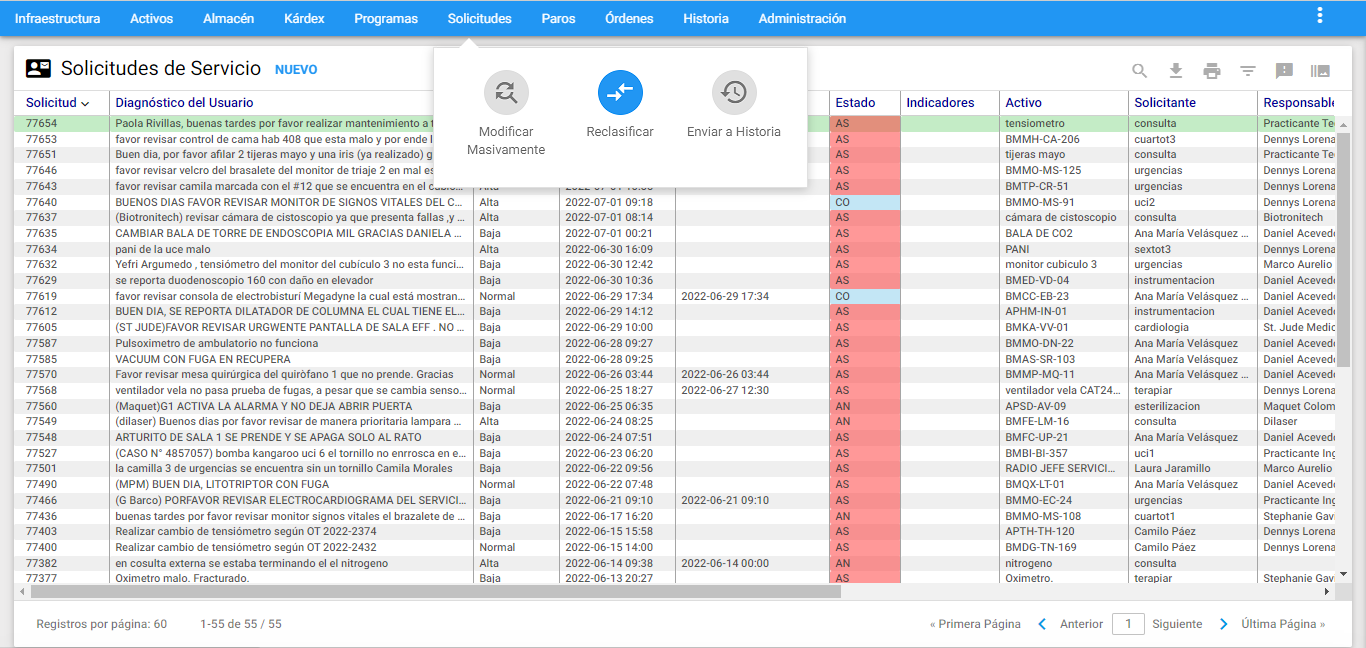 Infraestructura Activos Almacén Kárdex Programas Solicitudes Paros Órdenes Historia Administración
Solicitudes de Servicio NUEVO
Modificar Masivamente Reclasificar Enviar a Historia
Solicitud Diagnóstico del Usuario Estado Indicadores Activo Solicitante Responsable
77654 Paola Rivillas, buenas tardes por favor realizar mantenimiento a AS tensiometro consulta Practicante Te
77653 favor revisar control de cama hab 408 que esta malo y por ende AS BMMH-CA-206 cuartot3 Dennys Lorena
77651 Buen dia, por favor afilar 2 tijeras mayo y una iris (ya realizado) AS tijeras mayo consulta Practicante Te
77646 favor revisar velcro del brasalete del monitor de triaje 2 en mal AS BMMO-MS-125 urgencias Dennys Lorena
77643 favor revisar camilla marcada con el #12 que se encuentra en el AS BMTP-CR-51 urgencias Dennys Lorena
77640 BUENOS DIAS FAVOR REVISAR MONITOR DE SIGNOS VITALES DEL C... Alta 2022-07-01 09:18 CO BMMO-MS-91 uci2 Dennys Lorena
77637 (Biotronitech) revisar cámara de cistoscopio ya que presenta fallas ,y ... Alta 2022-07-01 08:14 AS cámara de cistoscopio consulta Biotronitech
77635 CAMBIAR BALA DE TORRE DE ENDOSCOPIA MIL GRACIAS DANIELA ... Baja 2022-07-01 00:21 AS BALA DE CO2 Ana María Velásquez ... Daniel Acevedo
77634 pani de la uce malo Alta 2022-06-30 16:09 AS PANI sextot3 Dennys Lorena
77632 Yefri Argumedo , tensiómetro del monitor del cubículo 3 no esta funci... Baja 2022-06-30 12:42 AS monitor cubiculo 3 urgencias Marco Aurelio
77629 se reporta duodenoscopio 160 con daño en elevador Baja 2022-06-30 10:36 AS BMED-VD-04 instrumentacion Dennys Lorena
77619 favor revisar consola de electrobisturí Megadyne la cual está mostran... Normal 2022-06-29 17:34 2022-06-29 17:34 CO BMCC-EB-23 Ana María Velásquez ... Daniel Acevedo
77612 BUEN DIA, SE REPORTA DILATADOR DE COLUMNA EL CUAL TIENE EL... Baja 2022-06-29 14:12 AS APHM-IN-01 instrumentacion Daniel Acevedo
77605 (ST JUDE)FAVOR REVISAR URGWENTE PANTALLA DE SALA EFF . NO ... Baja 2022-06-29 10:00 AS BMKA-VV-01 cardiologia St. Jude Medic
77587 Pulsoximetro de ambulatorio no funciona Baja 2022-06-28 09:27 AS BMMO-DN-22 Ana María Velásquez Daniel Acevedo
77585 VACUUM CON FUGA EN RECUPERA Baja 2022-06-28 09:25 AS BMAS-SR-103 Ana María Velásquez Daniel Acevedo
77570 Favor revisar mesa quirúrgica del quirófano 1 que no prende. Gracias Normal 2022-06-26 03:44 2022-06-26 03:44 AS BMMP-MQ-11 Ana María Velásquez ... Daniel Acevedo
77568 ventilador vela no pasa prueba de fugas, a pesar que se cambia senso... Normal 2022-06-25 18:27 2022-06-27 12:30 AS ventilador vela CAT24... terapiar Dennys Lorena
77560 (Maquet)G1 ACTIVA LA ALARMA Y NO DEJA ABRIR PUERTA Baja 2022-06-25 06:35 AN APSD-AV-09 esterilizacion Maquet Colom
77549 (dilaser) Buenos dias por favor revisar de manera prioritaria lampara ... Alta 2022-06-24 08:25 AN BMFE-LM-16 consulta Dilaser
77548 ARTURITO DE SALA 1 SE PRENDE Y SE APAGA SOLO AL RATO Baja 2022-06-24 07:51 AS BMFC-UP-21 Ana María Velásquez Daniel Acevedo
77527 (CASO N° 4857057) bomba kangaroo uci 6 el tornillo no enrrosca en e... Baja 2022-06-23 06:20 AS BMBI-BI-357 uci1 Practicante Ing
77501 la camilla 3 de urgencias se encuentra sin un tornillo Camila Morales Baja 2022-06-22 09:56 AS RADIO JEFE SERVICI... Laura Jaramillo Marco Aurelio
77490 (MPM) BUEN DIA, LITOTRIPTOR CON FUGA Normal 2022-06-22 07:48 AS BMQX-LT-01 Ana María Velásquez Daniel Acevedo
77466 (G Barco) PORFAVOR REVISAR ELECTROCARDIOGRAMA DEL SERVICI... Baja 2022-06-21 09:10 2022-06-21 09:10 AS BMMO-EC-24 urgencias Practicante Ing
77436 buenas tardes por favor revisar monitor signos vitales el brazalete de ... Baja 2022-06-17 16:20 AN BMMO-MS-108 cuartot1 Stephanie Gavi
77403 Realizar cambio de tensiómetro según OT 2022-2374 Baja 2022-06-15 15:58 AS APTH-TH-120 Camilo Páez Dennys Lorena
77400 Realizar cambio de tensiómetro según OT 2022-2432 Normal 2022-06-15 14:00 AS BMDG-TN-169 Camilo Páez Dennys Lorena
77382 en cosulta externa se estaba terminando el el nitrogeno Alta 2022-06-14 09:38 2022-06-14 00:00 AN nitrogeno consulta
77377 Oximetro malo. Fracturado. Baja 2022-06-13 20:27 AS Oximetro. terapiar Stephanie Gavi
Registros por página: 60 1-55 de 55 / 55 « Primera Página Anterior 1 Siguiente Última Página »